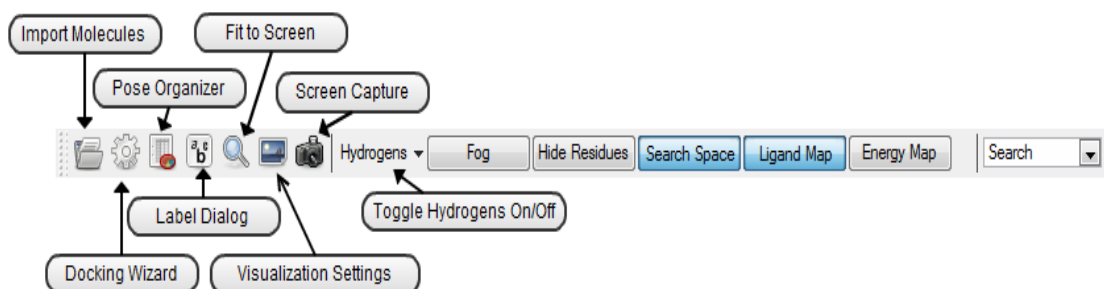 Import Molecules
Fit to Screen
Pose Organizer
Screen Capture
a b c
Hydrogens Fog Hide Residues Search Space Ligand Map Energy Map Search
Label Dialog
Toggle Hydrogens On/Off
Docking Wizard
Visualization Settings